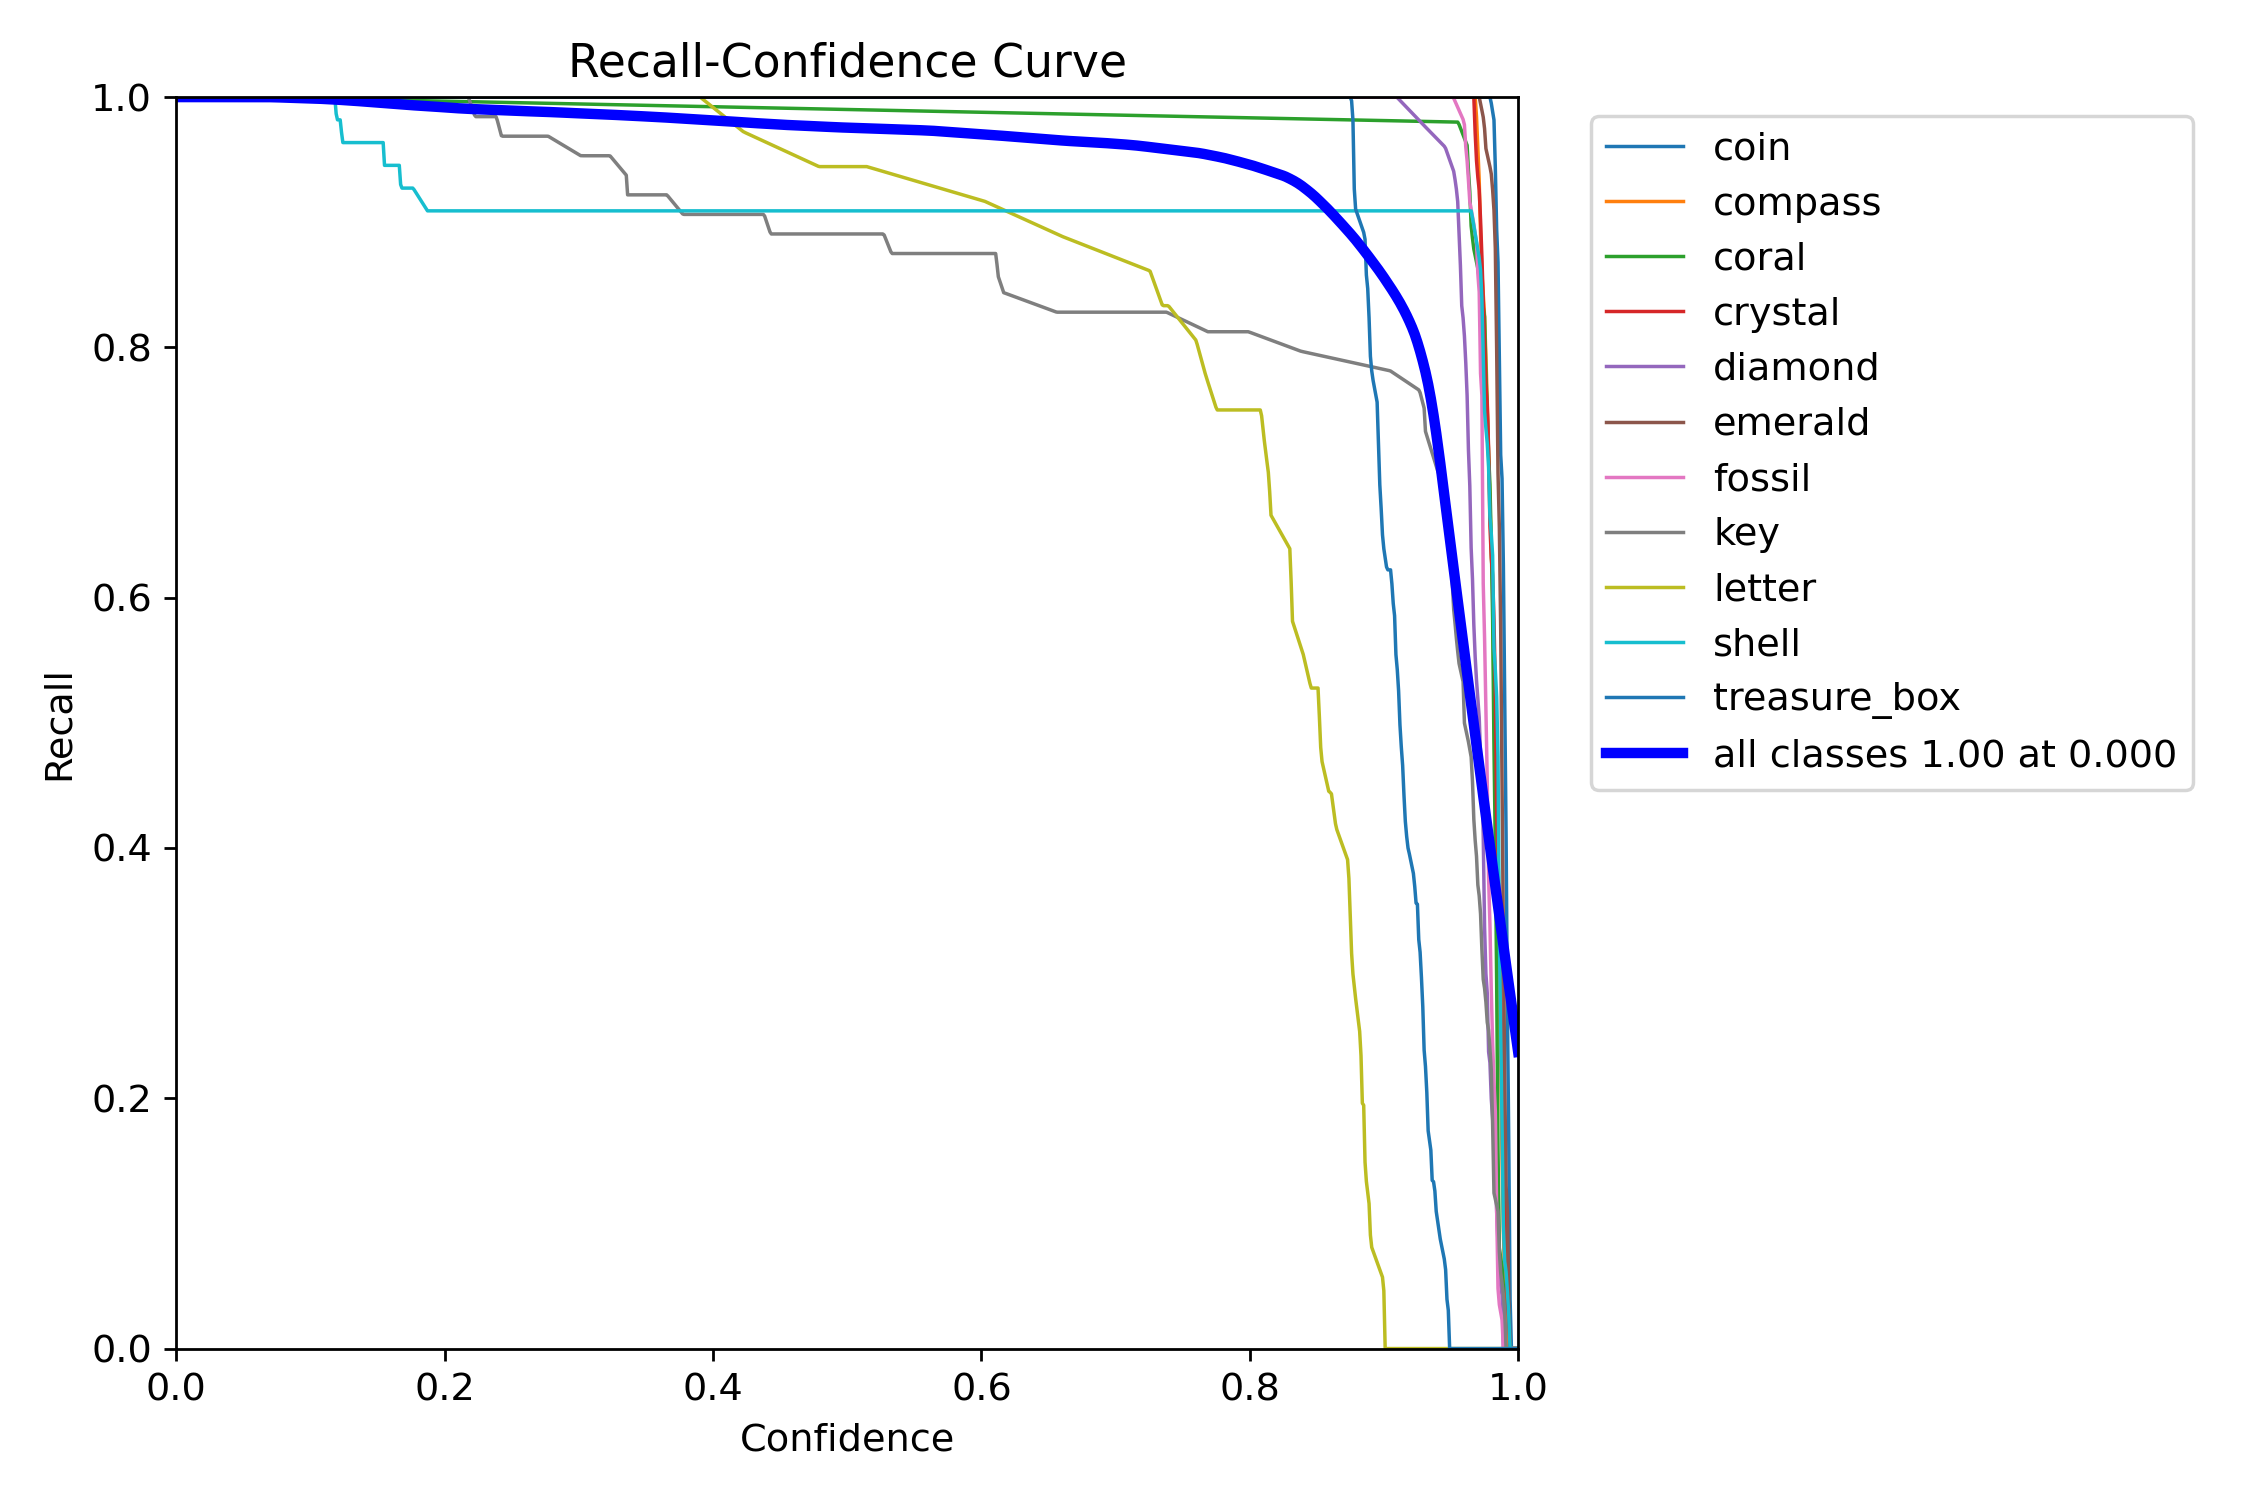 Recall-Confidence Curve
1.0
0.8
0.6
0.4
0.2
0.0
Recall
0.0 0.2 0.4 0.6 0.8 1.0
Confidence
coin
compass
coral
crystal
diamond
emerald
fossil
key
letter
shell
treasure_box
all classes 1.00 at 0.000